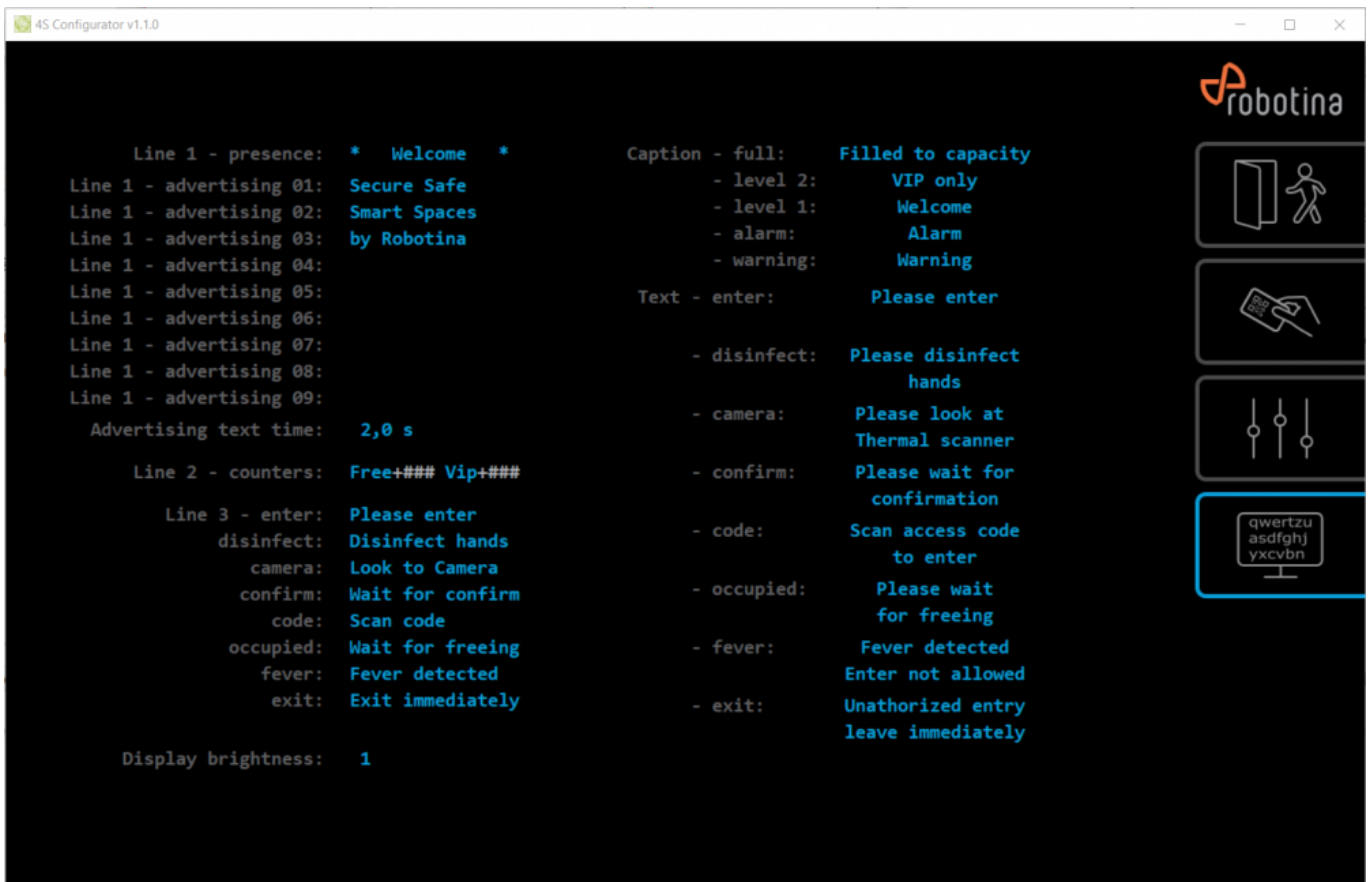 4S Configurator v1.1.0
robotina
Line 1 - presence: * Welcome *
Line 1 - advertising 01: Secure Safe
Line 1 - advertising 02: Smart Spaces
Line 1 - advertising 03: by Robotina
Line 1 - advertising 04:
Line 1 - advertising 05:
Line 1 - advertising 06:
Line 1 - advertising 07:
Line 1 - advertising 08:
Line 1 - advertising 09:
Advertising text time: 2,0 s
Line 2 - counters: Free+### Vip+###
Line 3 - enter: Please enter
disinfect: Disinfect hands
camera: Look to Camera
confirm: Wait for confirm
code: Scan code
occupied: Wait for freeing
fever: Fever detected
exit: Exit immediately
Display brightness: 1
Caption - full: Filled to capacity
- level 2: VIP only
- level 1: Welcome
- alarm: Alarm
- warning: Warning
Text - enter: Please enter
- disinfect: Please disinfect
hands
- camera: Please look at
Thermal scanner
- confirm: Please wait for
confirmation
- code: Scan access code
to enter
- occupied: Please wait
for freeing
- fever: Fever detected
Enter not allowed
- exit: Unathorized entry
leave immediately
qwertzu
asdfghj
yxcvbn